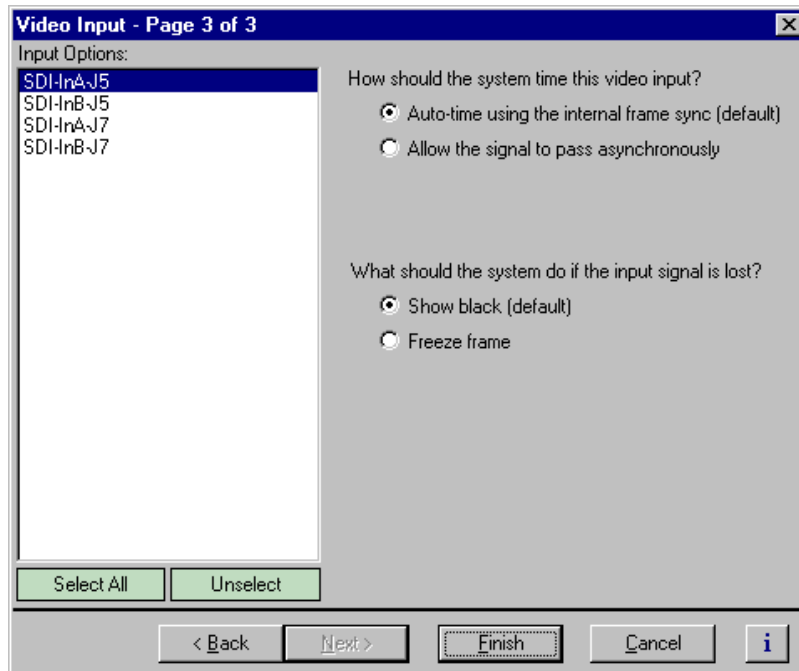 Video Input - Page 3 of 3
Input Options:
SDI-InA-J5
SDI-InB-J5
SDI-InA-J7
SDI-InB-J7
How should the system time this video input?
Auto-time using the internal frame sync (default)
Allow the signal to pass asynchronously
What should the system do if the input signal is lost?
Show black (default)
Freeze frame
Select All
Unselect
< Back
Next >
Finish
Cancel
i